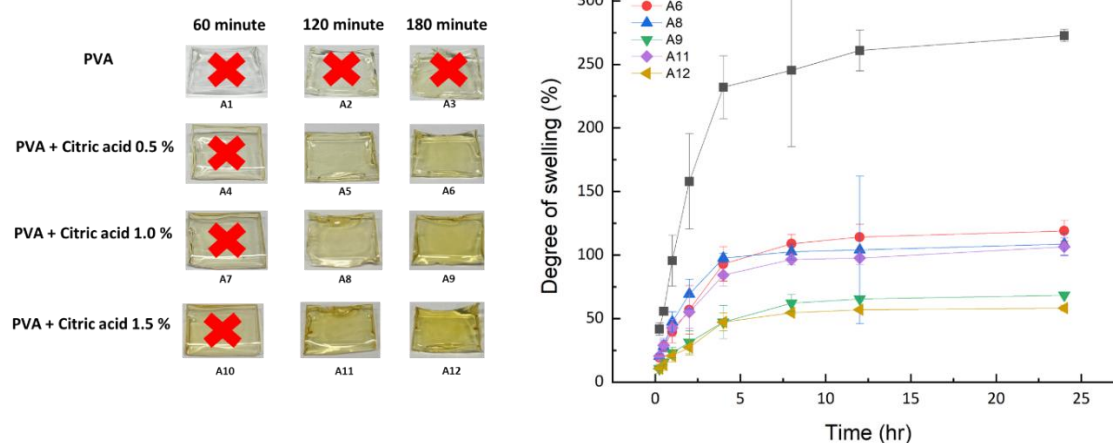 60 minute 120 minute 180 minute
PVA
A1 A2 A3
PVA + Citric acid 0.5 %
A4 A5 A6
PVA + Citric acid 1.0 %
A7 A8 A9
PVA + Citric acid 1.5 %
A10 A11 A12
A6
A8
A9
A11
A12
Degree of swelling (%)
300
250
200
150
100
50
0
0 5 10 15 20 25
Time (hr)